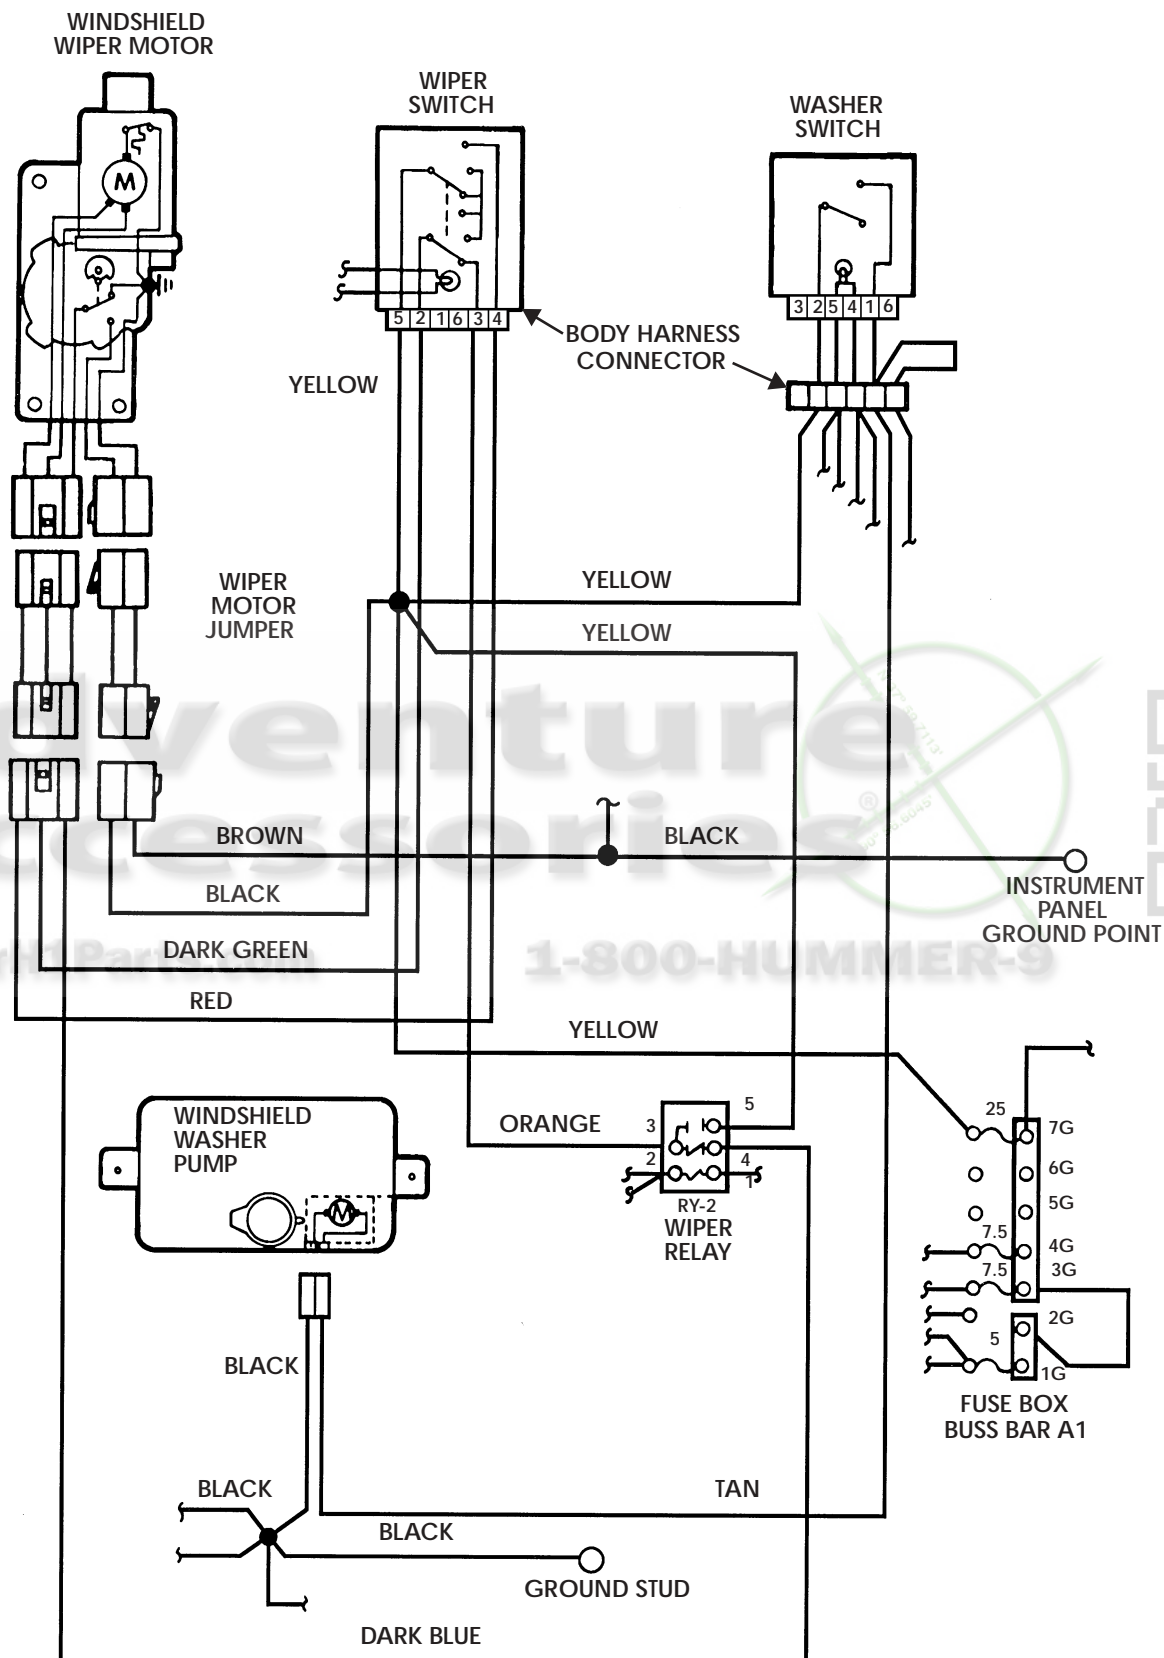 WINDSHIELD
WIPER MOTOR
WIPER
SWITCH
WASHER
SWITCH
M
5 2 1 6 3 4
3 2 5 4 1 6
BODY HARNESS
CONNECTOR
YELLOW
WIPER
MOTOR
JUMPER
YELLOW
YELLOW
dventure
ccessories
®
BROWN
BLACK
BLACK
INSTRUMENT
PANEL
GROUND POINT
DARK GREEN
rH1Parts.com
1-800-HUMMER-9
RED
YELLOW
WINDSHIELD
WASHER
PUMP
M
ORANGE
3
5
2
4
1
RY-2
WIPER
RELAY
25
7G
6G
5G
7.5
4G
7.5
3G
2G
5
1G
FUSE BOX
BUSS BAR A1
BLACK
BLACK
TAN
BLACK
GROUND STUD
DARK BLUE